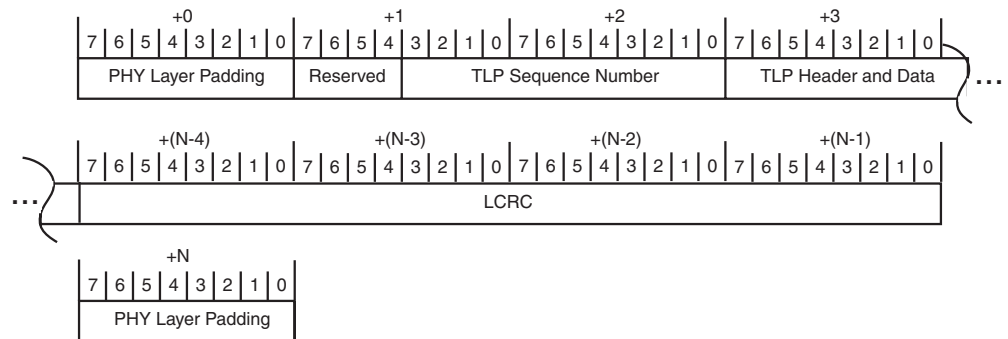 +0 +1 +2 +3
7 6 5 4 3 2 1 0 7 6 5 4 3 2 1 0 7 6 5 4 3 2 1 0 7 6 5 4 3 2 1 0
PHY Layer Padding Reserved TLP Sequence Number TLP Header and Data ...
+(N-4) +(N-3) +(N-2) +(N-1)
7 6 5 4 3 2 1 0 7 6 5 4 3 2 1 0 7 6 5 4 3 2 1 0 7 6 5 4 3 2 1 0
... LCRC
+N
7 6 5 4 3 2 1 0
PHY Layer Padding